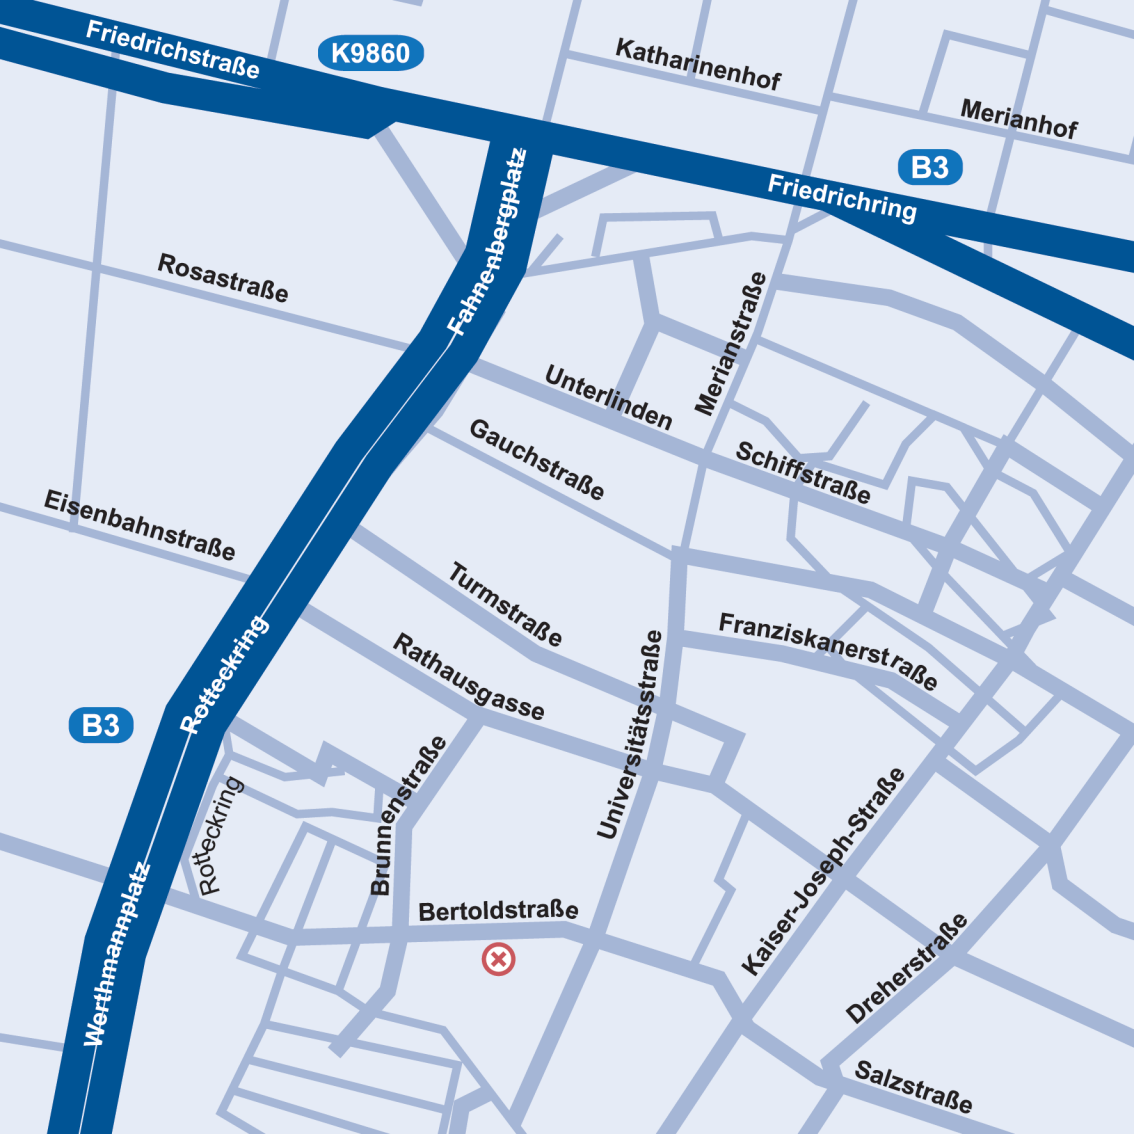 Friedrichstraße
K9860
Katharinenhof
Merianhof
B3
Friedrichring
Fahnenbergplatz
Rosastraße
Merianstraße
Unterlinden
Gauchstraße
Schiffstraße
Eisenbahnstraße
Turmstraße
Rathausgasse
Franziskanerstraße
Rotteckring
B3
Universitätsstraße
Brunnenstraße
Rotteckring
Kaiser-Joseph-Straße
Werthmannplatz
Bertoldstraße
Dreherstraße
Salzstraße